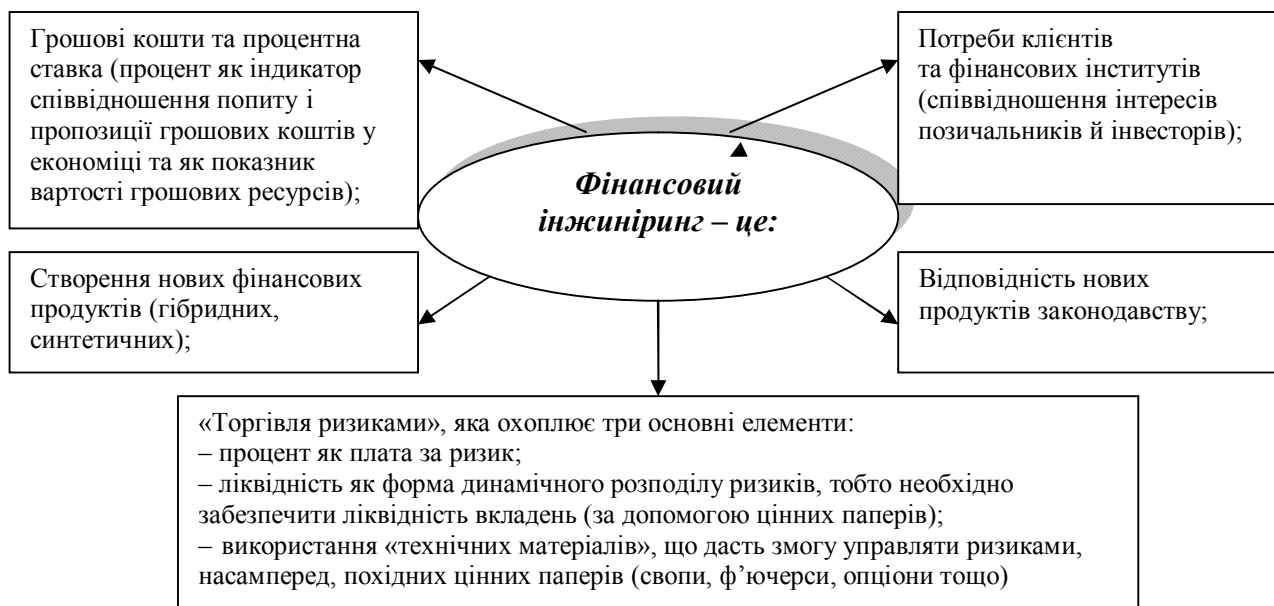 Грошові кошти та процентна
ставка (процент як індикатор
співвідношення попиту і
пропозиції грошових коштів у
економіці та як показник
вартості грошових ресурсів);
Потреби клієнтів
та фінансових інститутів
(співвідношення інтересів
позичальників й інвесторів);
Фінансовий
інжиніринг – це:
Створення нових фінансових
продуктів (гібридних,
синтетичних);
Відповідність нових
продуктів законодавству;
«Торгівля ризиками», яка охоплює три основні елементи:
– процент як плата за ризик;
– ліквідність як форма динамічного розподілу ризиків, тобто необхідно
забезпечити ліквідність вкладень (за допомогою цінних паперів);
– використання «технічних матеріалів», що дасть змогу управляти ризиками,
насамперед, похідних цінних паперів (свопи, ф’ючерси, опціони тощо)